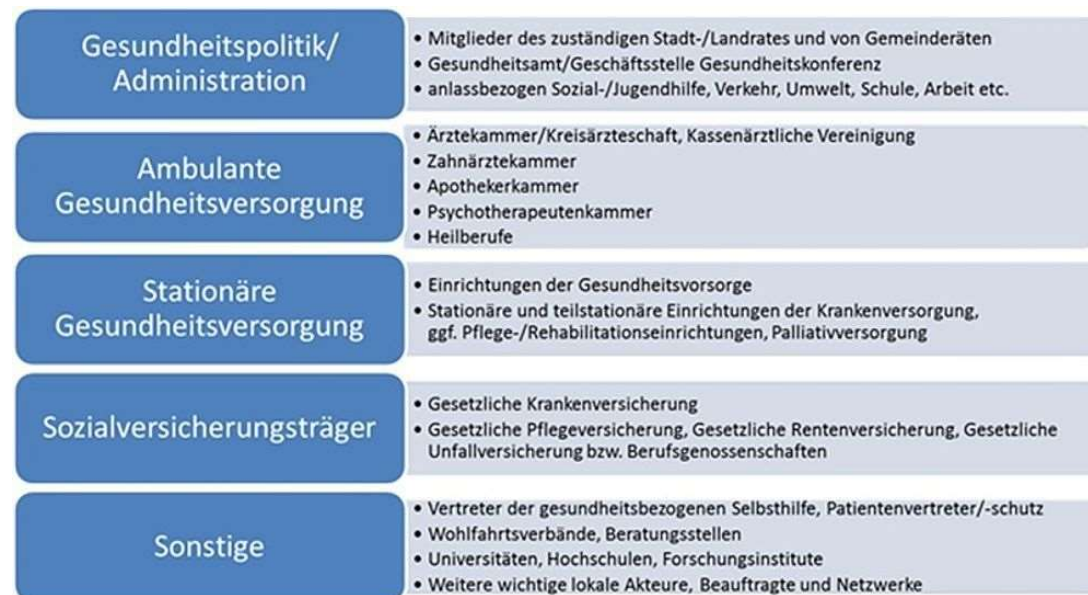 Gesundheitspolitik/
Administration
• Mitglieder des zuständigen Stadt-/Landrates und von Gemeinderäten
• Gesundheitsamt/Geschäftsstelle Gesundheitskonferenz
• anlassbezogen Sozial-/Jugendhilfe, Verkehr, Umwelt, Schule, Arbeit etc.
Ambulante
Gesundheitsversorgung
• Ärztekammer/Kreisärzteschaft, Kassenärztliche Vereinigung
• Zahnärztekammer
• Apothekerkammer
• Psychotherapeutenkammer
• Heilberufe
Stationäre
Gesundheitsversorgung
• Einrichtungen der Gesundheitsvorsorge
• Stationäre und teilstationäre Einrichtungen der Krankenversorgung,
ggf. Pflege-/Rehabilitationseinrichtungen, Palliativversorgung
Sozialversicherungsträger
• Gesetzliche Krankenversicherung
• Gesetzliche Pflegeversicherung, Gesetzliche Rentenversicherung, Gesetzliche
Unfallversicherung bzw. Berufsgenossenschaften
Sonstige
• Vertreter der gesundheitsbezogenen Selbsthilfe, Patientenvertreter/-schutz
• Wohlfahrtsverbände, Beratungsstellen
• Universitäten, Hochschulen, Forschungsinstitute
• Weitere wichtige lokale Akteure, Beauftragte und Netzwerke